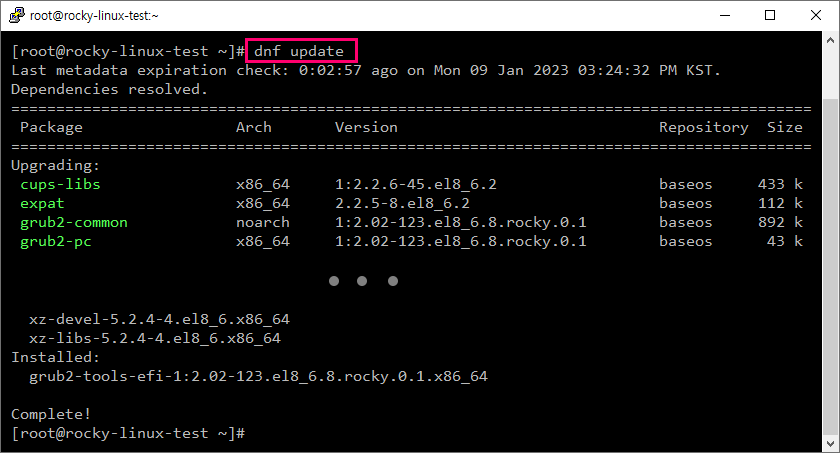 root@rocky-linux-test:~
[root@rocky-linux-test ~]# dnf update
Last metadata expiration check: 0:02:57 ago on Mon 09 Jan 2023 03:24:32 PM KST.
Dependencies resolved.
================================================================================
Package Arch Version Repository Size
================================================================================
Upgrading:
cups-libs x86_64 1:2.2.6-45.el8_6.2 baseos 433 k
expat x86_64 2.2.5-8.el8_6.2 baseos 112 k
grub2-common noarch 1:2.02-123.el8_6.8.rocky.0.1 baseos 892 k
grub2-pc x86_64 1:2.02-123.el8_6.8.rocky.0.1 baseos 43 k
● ● ●
xz-devel-5.2.4-4.el8_6.x86_64
xz-libs-5.2.4-4.el8_6.x86_64
Installed:
grub2-tools-efi-1:2.02-123.el8_6.8.rocky.0.1.x86_64
Complete!
[root@rocky-linux-test ~]#